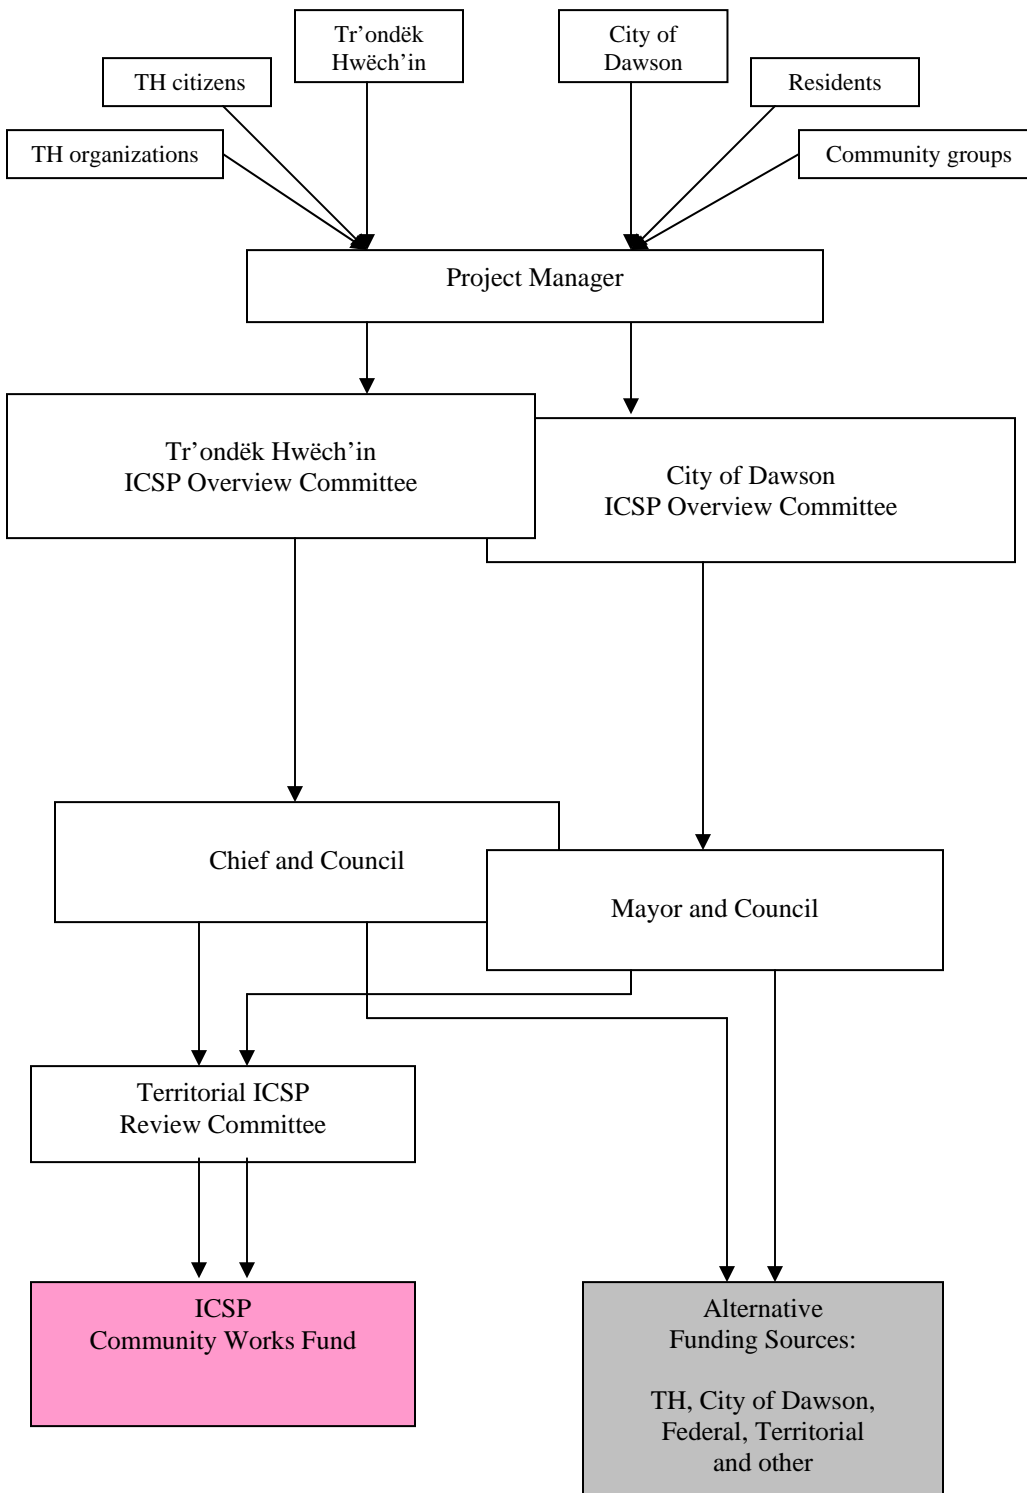 Tr’ondëk
Hwëch’in
City of
Dawson
TH citizens
Residents
TH organizations
Community groups
Project Manager
Tr’ondëk Hwëch’in
ICSP Overview Committee
City of Dawson
ICSP Overview Committee
Chief and Council
Mayor and Council
Territorial ICSP
Review Committee
ICSP
Community Works Fund
Alternative
Funding Sources:
TH, City of Dawson,
Federal, Territorial
and other